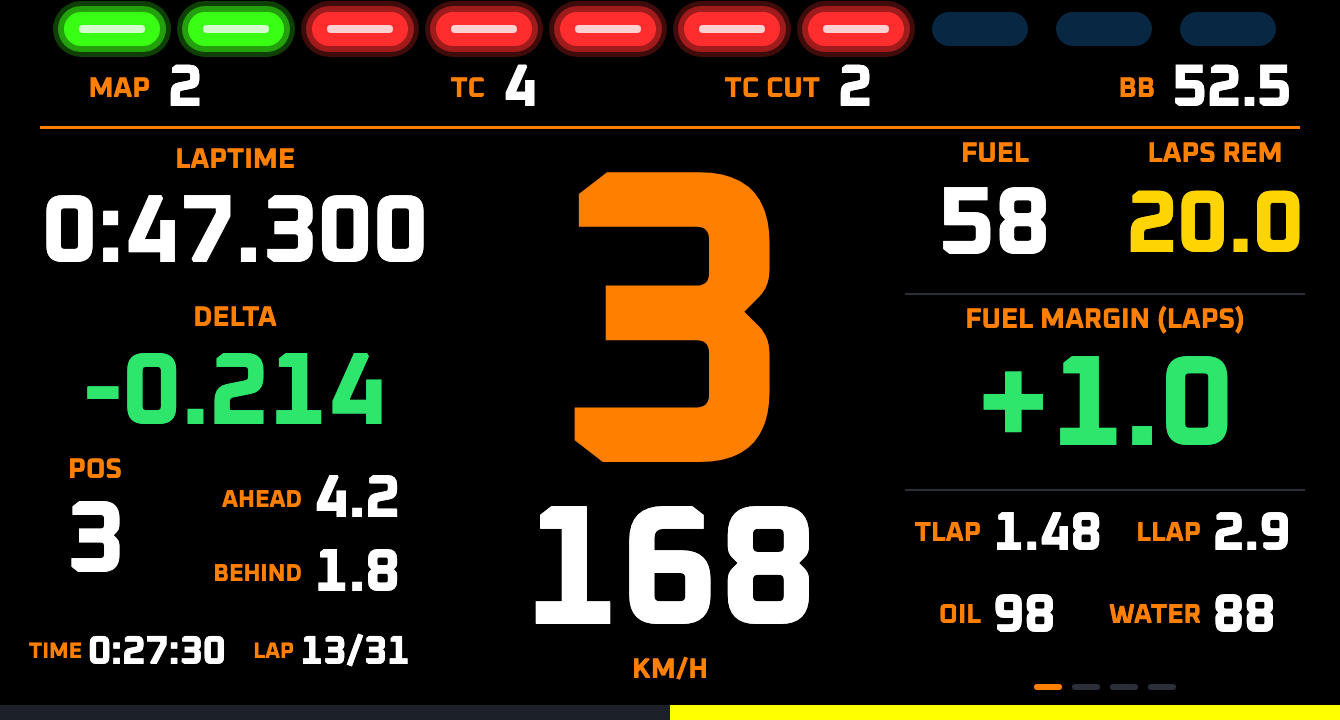 MAP 2 TC 4 TC CUT 2 BB 52.5
LAPTIME
0:47.300
DELTA
-0.214
POS
3
AHEAD 4.2
BEHIND 1.8
TIME 0:27:30 LAP 13/31
3
168
KM/H
FUEL LAPS REM
58 20.0
FUEL MARGIN (LAPS)
+1.0
TLAP 1.48 LLAP 2.9
OIL 98 WATER 88